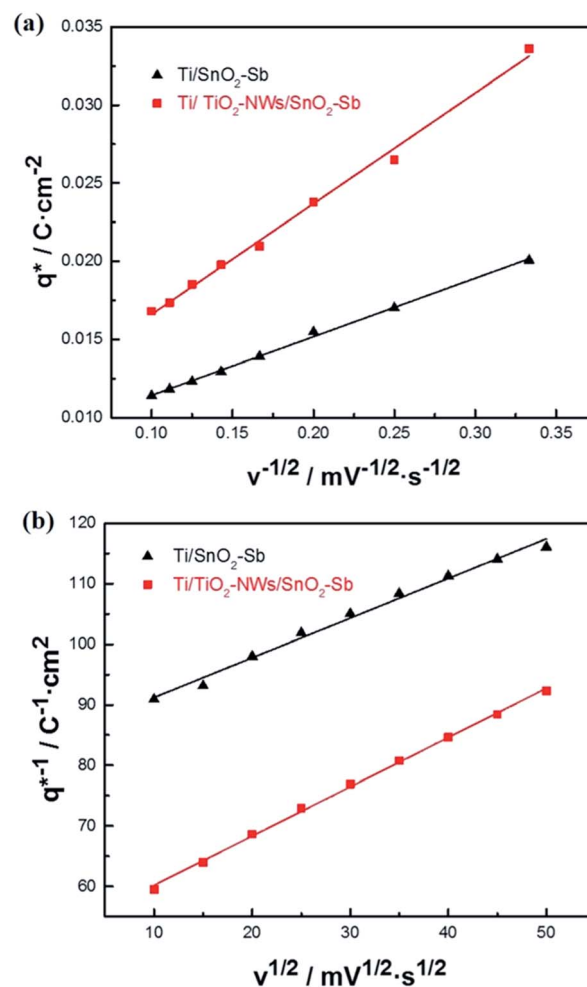 (a)
0.035
0.030
0.025
0.020
0.015
0.010
q* / C·cm⁻²
Ti/SnO₂-Sb
Ti/ TiO₂-NWs/SnO₂-Sb
0.10 0.15 0.20 0.25 0.30 0.35
v⁻¹/² / mV⁻¹/²·s⁻¹/²
(b)
120
110
100
90
80
70
60
q*⁻¹ / C⁻¹·cm²
Ti/SnO₂-Sb
Ti/TiO₂-NWs/SnO₂-Sb
10 20 30 40 50
v¹/² / mV¹/²·s¹/²